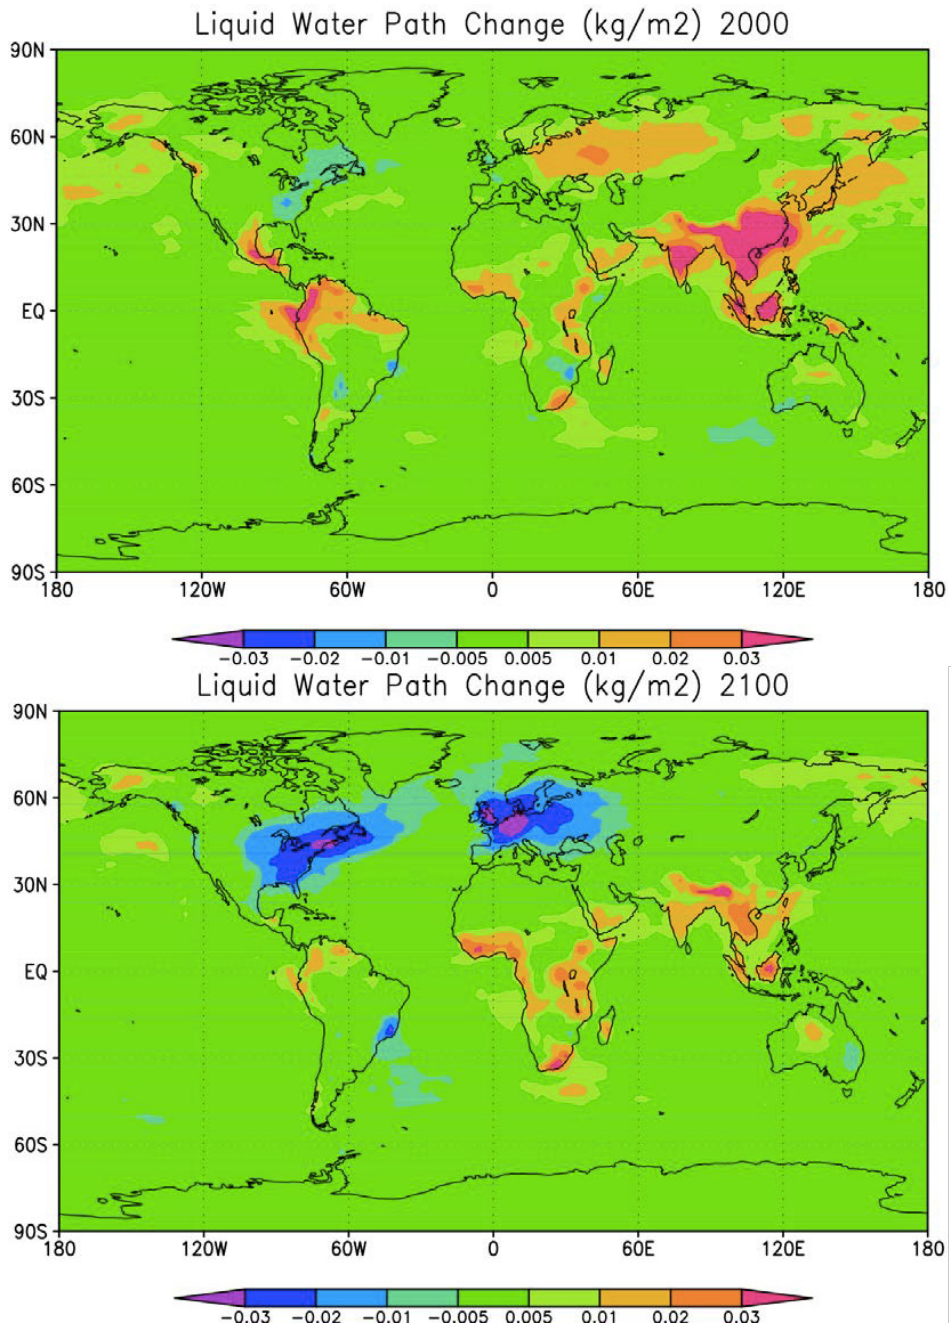 Liquid Water Path Change (kg/m2) 2000
90N
60N
30N
EQ
30S
60S
90S
180 120W 60W 0 60E 120E 180
-0.03 -0.02 -0.01 -0.005 0.005 0.01 0.02 0.03
Liquid Water Path Change (kg/m2) 2100
90N
60N
30N
EQ
30S
60S
90S
180 120W 60W 0 60E 120E 180
-0.03 -0.02 -0.01 -0.005 0.005 0.01 0.02 0.03